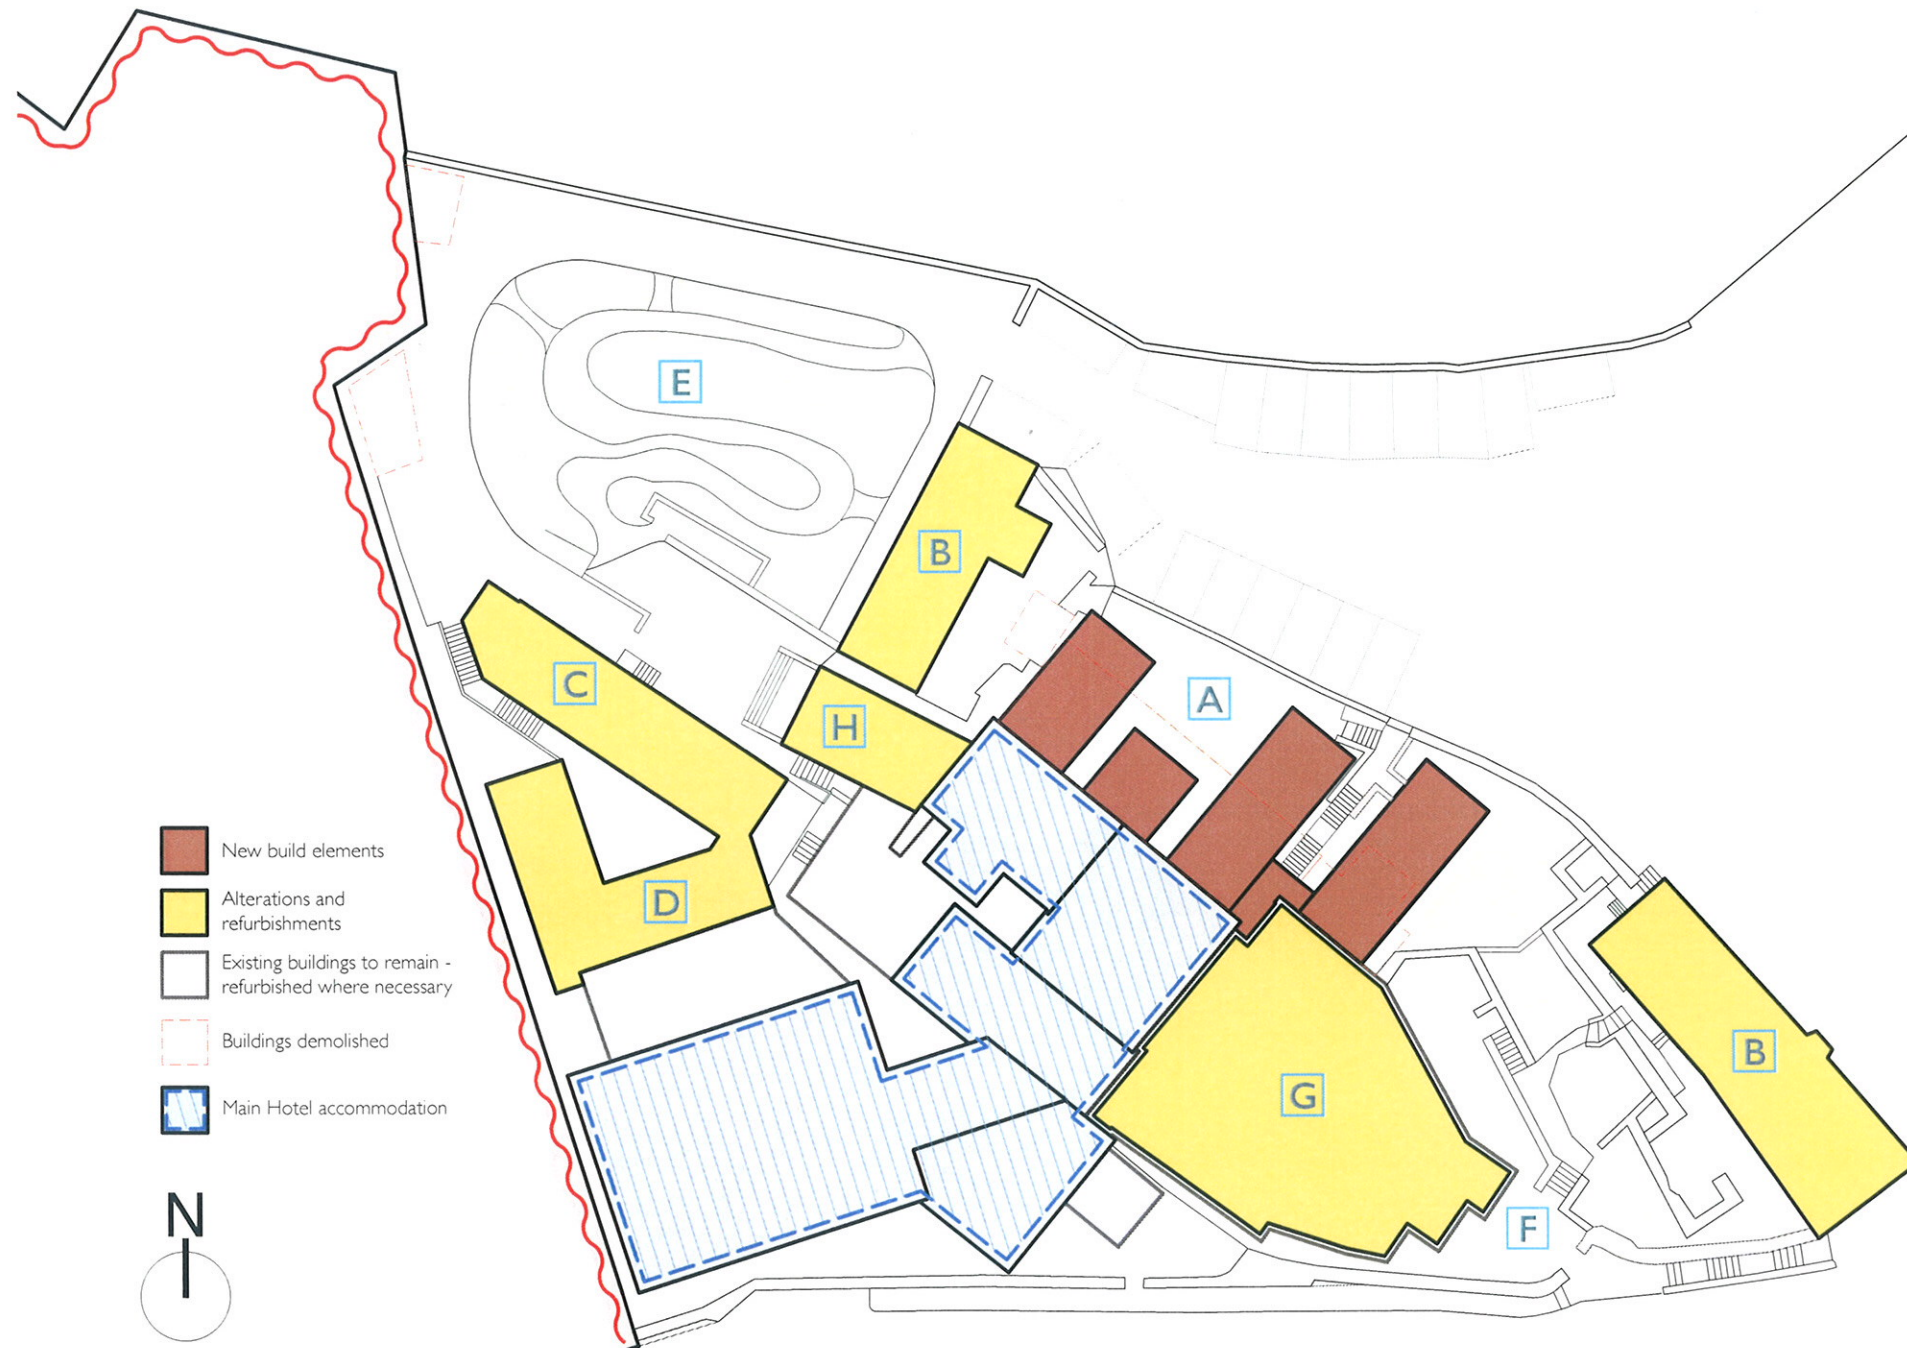 E
B
C
A
H
D
New build elements
Alterations and
refurbishments
Existing buildings to remain -
refurbished where necessary
Buildings demolished
Main Hotel accommodation
B
G
F
N